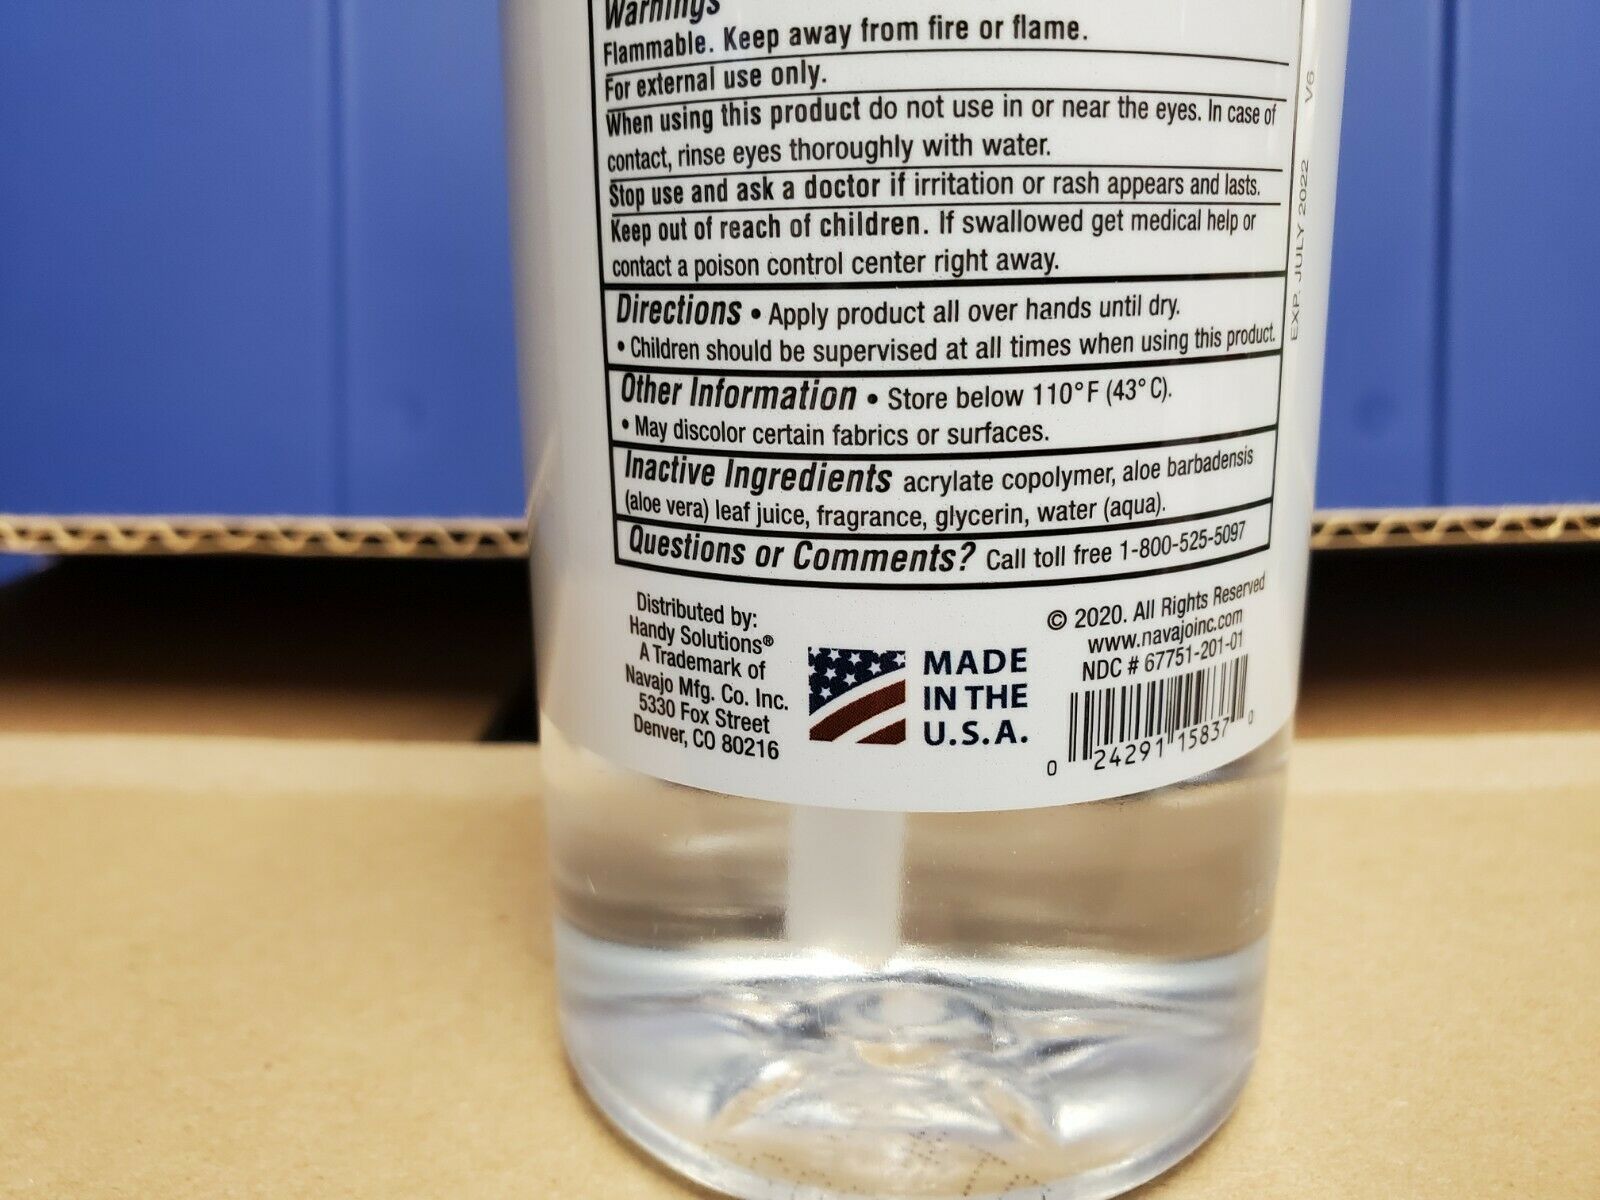 Warnings
Flammable. Keep away from fire or flame.
For external use only.
When using this product do not use in or near the eyes. In case of
contact, rinse eyes thoroughly with water.
Stop use and ask a doctor if irritation or rash appears and lasts.
Keep out of reach of children. If swallowed get medical help or
contact a poison control center right away.
Directions • Apply product all over hands until dry.
• Children should be supervised at all times when using this product.
Other Information • Store below 110°F (43°C).
• May discolor certain fabrics or surfaces.
Inactive Ingredients acrylate copolymer, aloe barbadensis
(aloe vera) leaf juice, fragrance, glycerin, water (aqua).
Questions or Comments? Call toll free 1-800-525-5097
EXP. JULY 2022 V6
Distributed by:
Handy Solutions®
A Trademark of
Navajo Mfg. Co. Inc.
5330 Fox Street
Denver, CO 80216
MADE
IN THE
U.S.A.
© 2020. All Rights Reserved
www.navajoinc.com
NDC # 67751-201-01
0 24291 15837 0